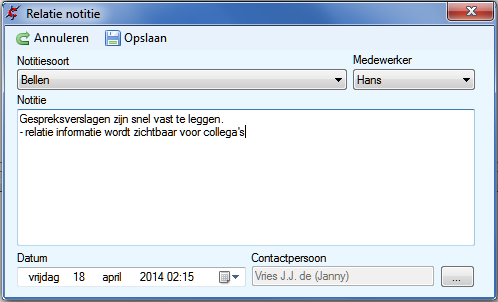 Relatie notitie
Annuleren Opslaan
Notitiesoort Medewerker
Bellen Hans
Notitie
Gespreksverslagen zijn snel vast te leggen.
- relatie informatie wordt zichtbaar voor collega's
Datum Contactpersoon
vrijdag 18 april 2014 02:15 Vries J.J. de (Janny) ...